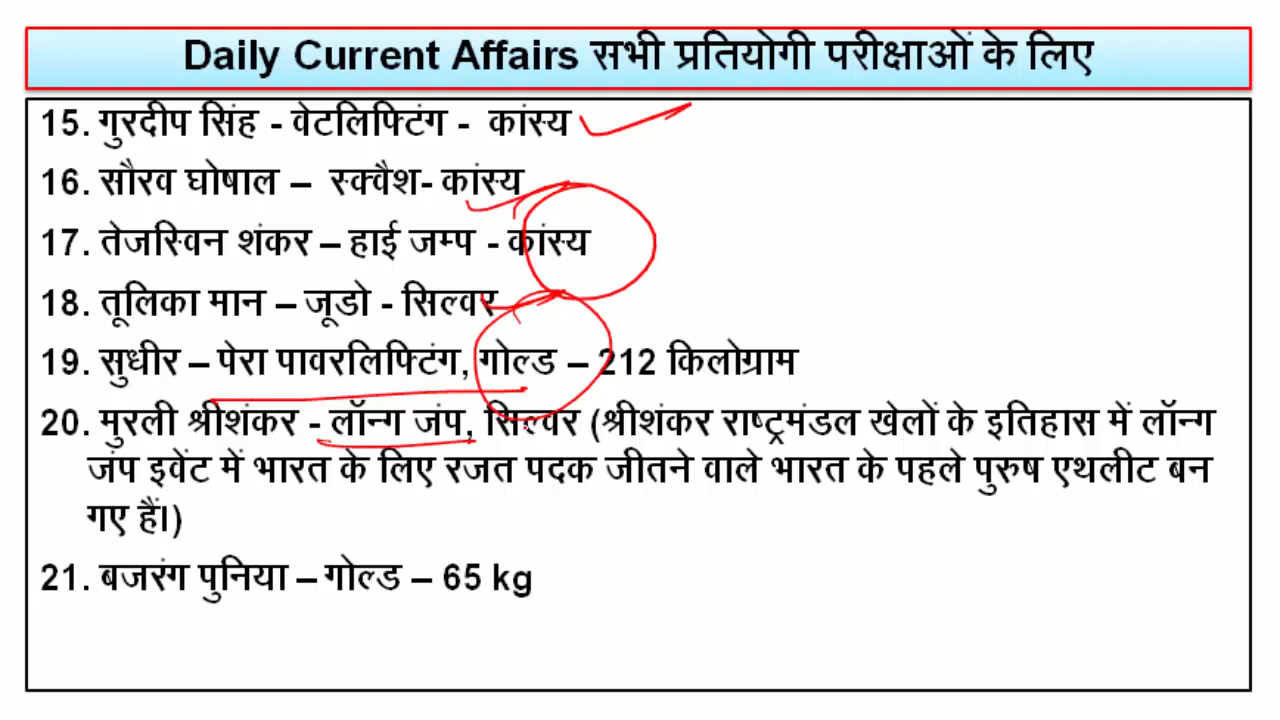 Daily Current Affairs सभी प्रतियोगी परीक्षाओं के लिए
15. गुरदीप सिंह - वेटलिफ्टिंग - कांस्य
16. सौरव घोषाल – स्क्वैश- कांस्य
17. तेजस्विन शंकर – हाई जम्प - कांस्य
18. तूलिका मान – जूडो - सिल्वर
19. सुधीर – पेरा पावरलिफ्टिंग, गोल्ड – 212 किलोग्राम
20. मुरली श्रीशंकर - लॉन्ग जंप, सिल्वर (श्रीशंकर राष्ट्रमंडल खेलों के इतिहास में लॉन्ग
जंप इवेंट में भारत के लिए रजत पदक जीतने वाले भारत के पहले पुरुष एथलीट बन
गए हैं।)
21. बजरंग पुनिया – गोल्ड – 65 kg